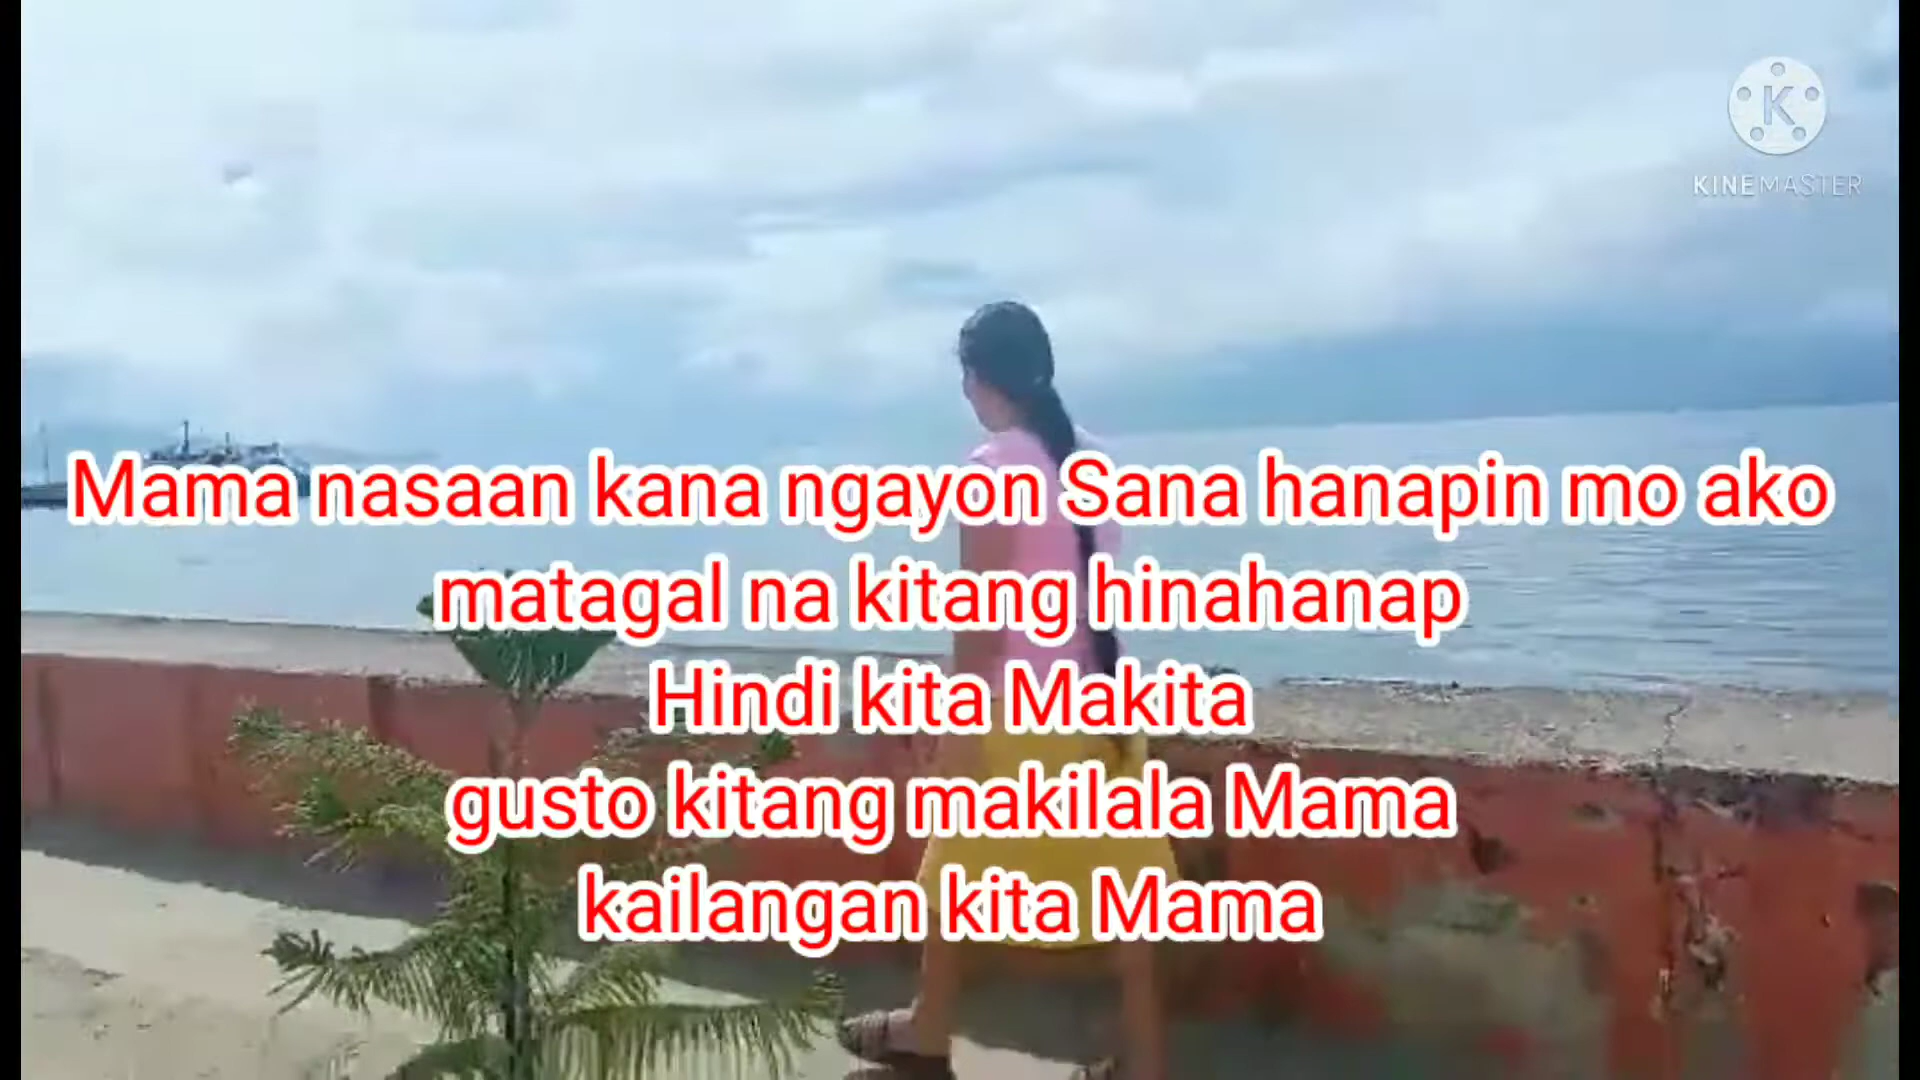 K
KINEMASTER
Mama nasaan kana ngayon Sana hanapin mo ako
matagal na kitang hinahanap
Hindi kita Makita
gusto kitang makilala Mama
kailangan kita Mama